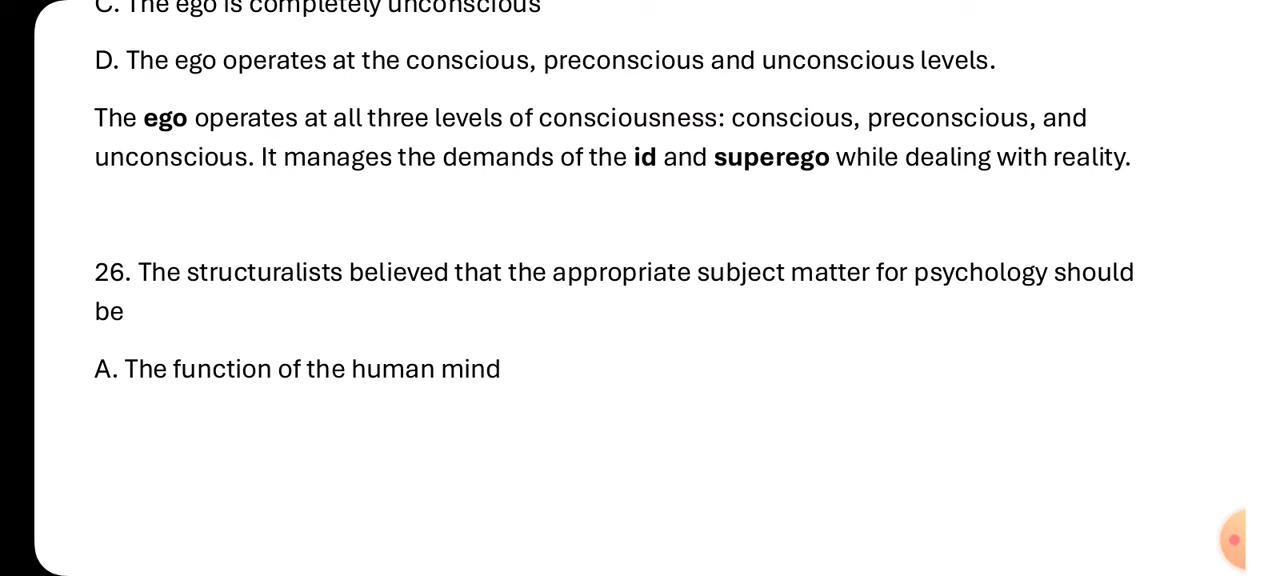 C. The ego is completely unconscious
D. The ego operates at the conscious, preconscious and unconscious levels.
The ego operates at all three levels of consciousness: conscious, preconscious, and
unconscious. It manages the demands of the id and superego while dealing with reality.
26. The structuralists believed that the appropriate subject matter for psychology should
be
A. The function of the human mind